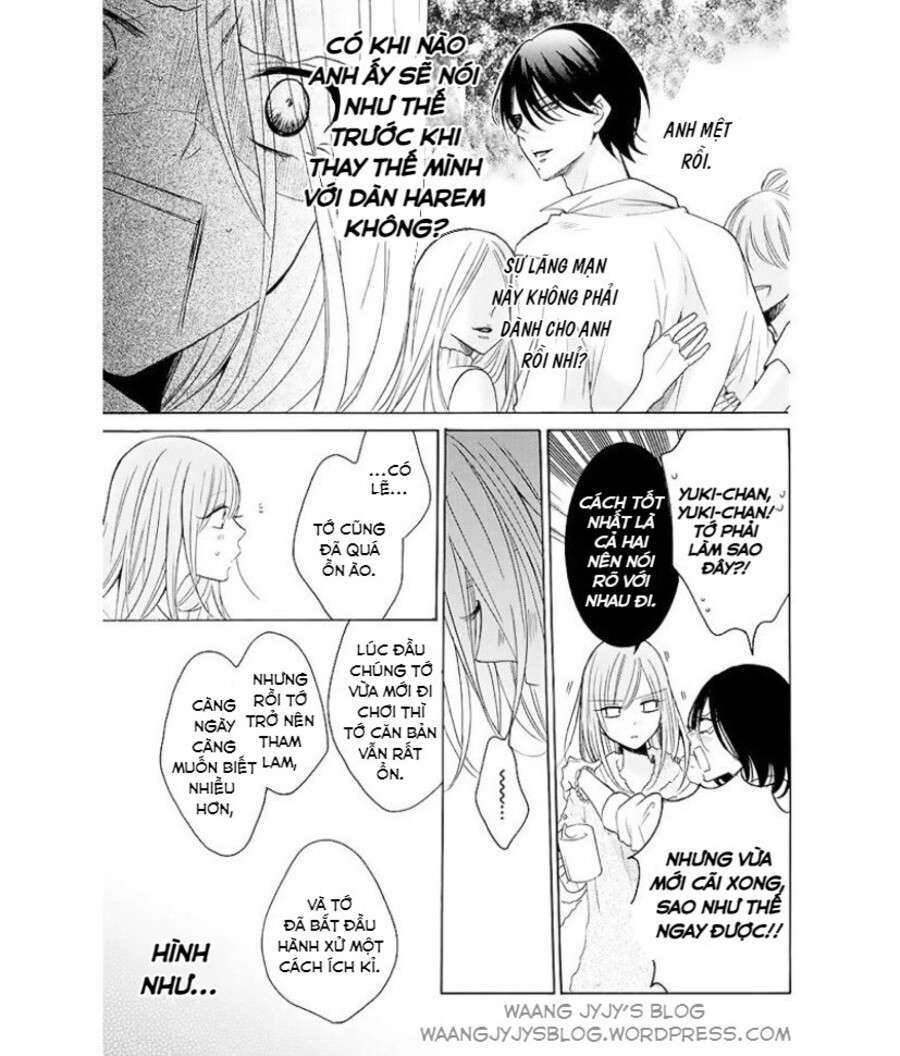 ANH MỆT
RỒI.
CÓ KHI NÀO
ANH ẤY SẼ NÓI
NHƯ THẾ
TRƯỚC KHI
THAY THẾ MÌNH
VỚI DÀN HAREM
KHÔNG?
SỰ LÃNG MẠN
NÀY KHÔNG PHẢI
DÀNH CHO ANH
RỒI NHỈ?
YUKI-CHAN,
YUKI-CHAN!
TỚ PHẢI
LÀM SAO
ĐÂY?!
CÁCH TỐT
NHẤT LÀ
CẢ HAI
NÊN NÓI
RÕ VỚI
NHAU ĐI.
NHƯNG VỪA
MỚI CÃI XONG,
SAO NHƯ THẾ
NGAY ĐƯỢC!!
...CÓ
LẼ...
TỚ CŨNG
ĐÃ QUÁ
ỒN ÀO.
LÚC ĐẦU
CHÚNG TỚ
VỪA MỚI ĐI
CHƠI THÌ
TỚ CĂN BẢN
VẪN RẤT
ỔN.
NHƯNG
RỒI TỚ
TRỞ NÊN
THAM
LAM,
CÀNG
NGÀY
CÀNG
MUỐN BIẾT
NHIỀU
HƠN,
VÀ TỚ
ĐÃ BẮT ĐẦU
HÀNH XỬ MỘT
CÁCH ÍCH KỈ.
HÌNH
NHƯ...
WAANG JYJY'S BLOG
WAANGJYJYSBLOG.WORDPRESS.COM